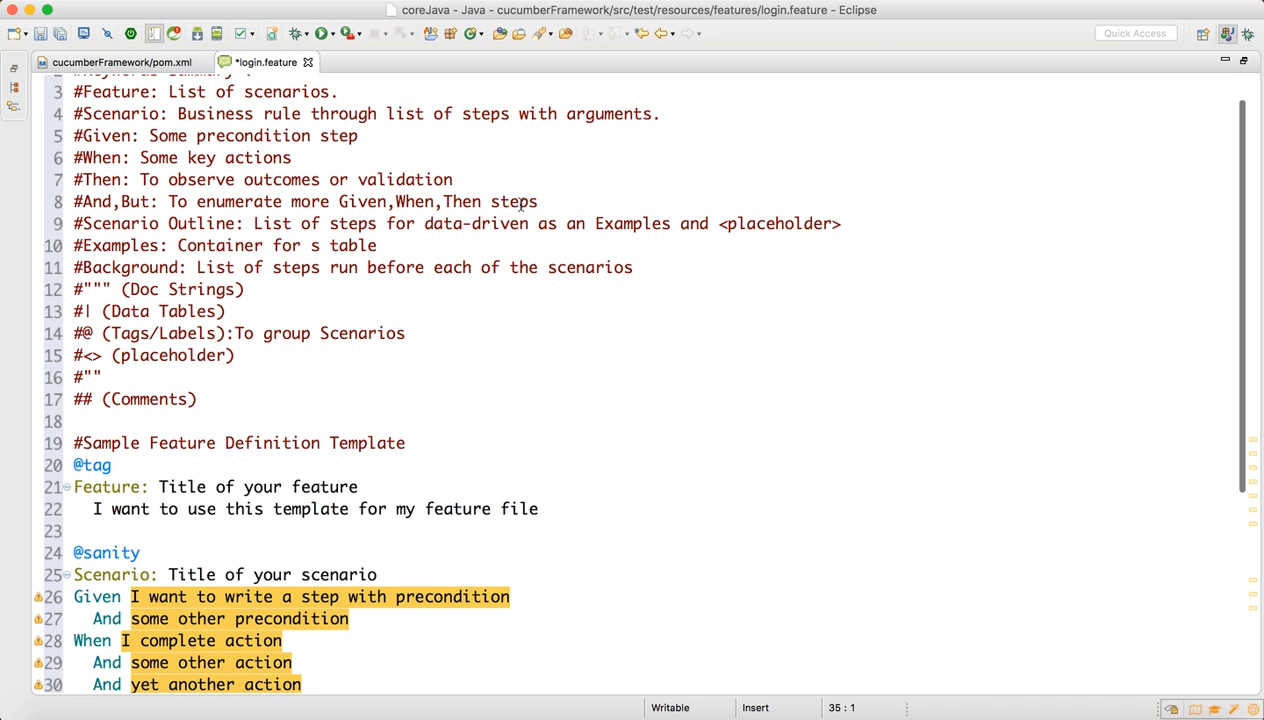 coreJava - Java - cucumberFramework/src/test/resources/features/login.feature - Eclipse
Quick Access
cucumberFramework/pom.xml
*login.feature
3 #Feature: List of scenarios.
4 #Scenario: Business rule through list of steps with arguments.
5 #Given: Some precondition step
6 #When: Some key actions
7 #Then: To observe outcomes or validation
8 #And,But: To enumerate more Given,When,Then steps
9 #Scenario Outline: List of steps for data-driven as an Examples and <placeholder>
10 #Examples: Container for s table
11 #Background: List of steps run before each of the scenarios
12 #""" (Doc Strings)
13 #| (Data Tables)
14 #@ (Tags/Labels):To group Scenarios
15 #<> (placeholder)
16 #""
17 ## (Comments)
18
19 #Sample Feature Definition Template
20 @tag
21 Feature: Title of your feature
22 I want to use this template for my feature file
23
24 @sanity
25 Scenario: Title of your scenario
26 Given I want to write a step with precondition
27 And some other precondition
28 When I complete action
29 And some other action
30 And yet another action
Writable
Insert
35 : 1